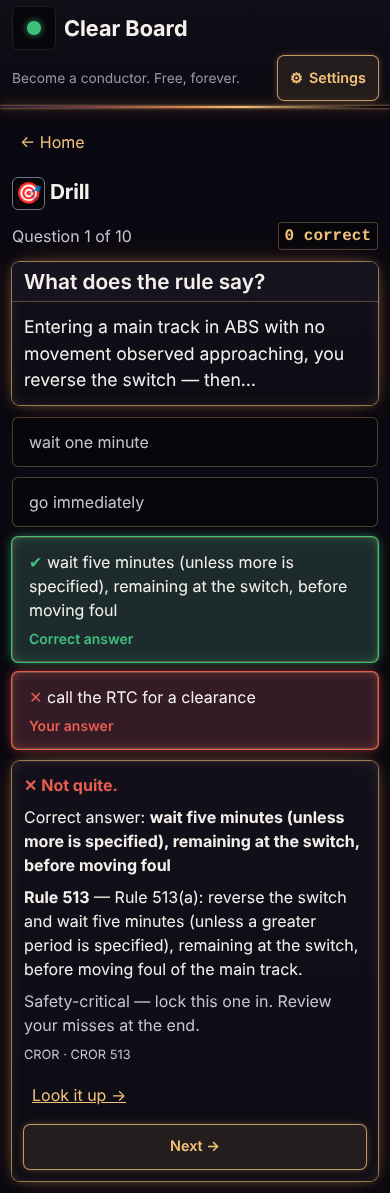 Clear Board
Become a conductor. Free, forever.
⚙ Settings
← Home
🎯 Drill
Question 1 of 10
0 correct
What does the rule say?
Entering a main track in ABS with no
movement observed approaching, you
reverse the switch — then…
wait one minute
go immediately
✔ wait five minutes (unless more is
specified), remaining at the switch, before
moving foul
Correct answer
✕ call the RTC for a clearance
Your answer
✕ Not quite.
Correct answer: wait five minutes (unless
more is specified), remaining at the switch,
before moving foul
Rule 513 — Rule 513(a): reverse the switch
and wait five minutes (unless a greater
period is specified), remaining at the switch,
before moving foul of the main track.
Safety-critical — lock this one in. Review
your misses at the end.
CROR · CROR 513
Look it up →
Next →